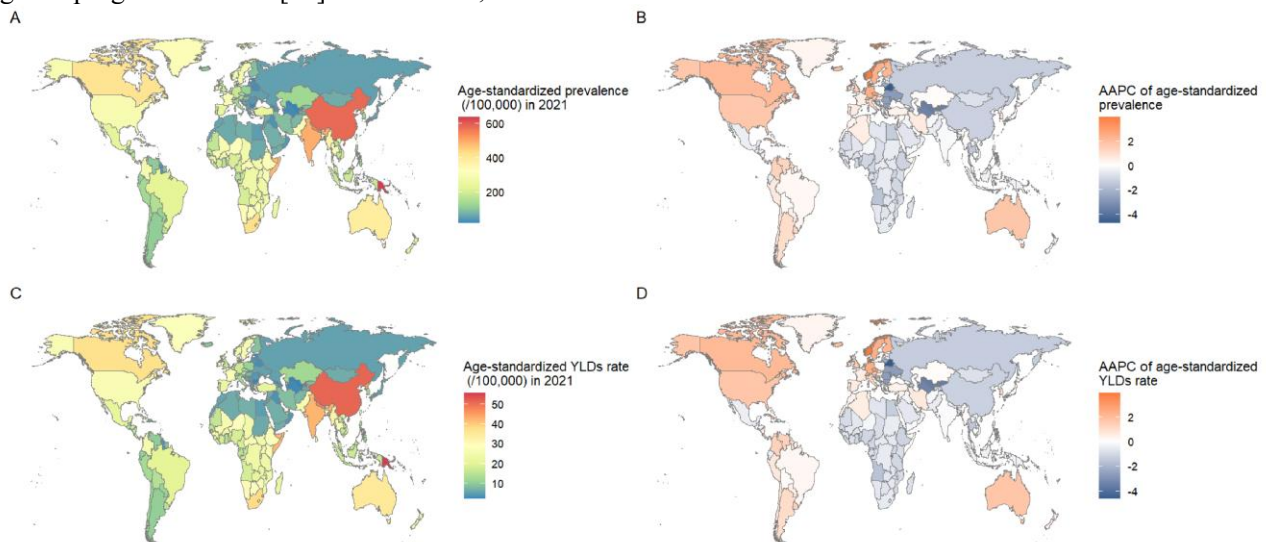 A
B
Age-standardized prevalence
(/100,000) in 2021
600
400
200
AAPC of age-standardized
prevalence
2
0
-2
-4
C
D
Age-standardized YLDs rate
(/100,000) in 2021
50
40
30
20
10
AAPC of age-standardized
YLDs rate
2
0
-2
-4